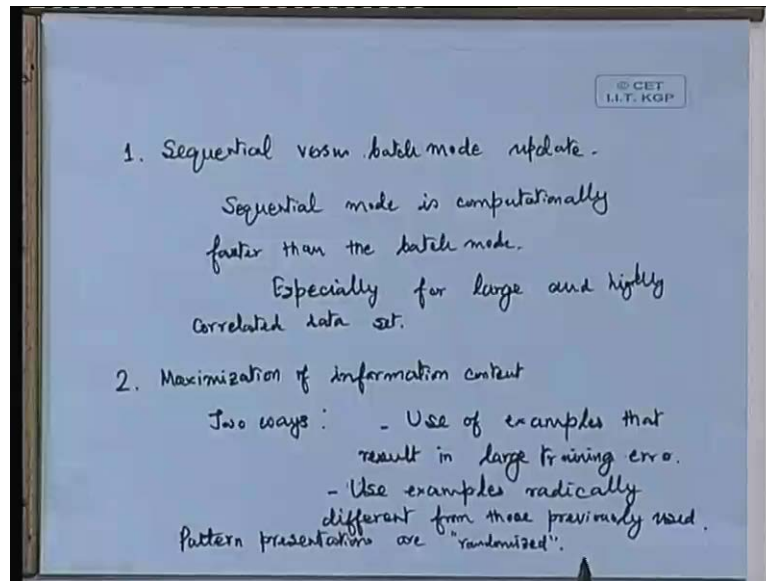 © CET
I.I.T. KGP
1. Sequential versus batch mode update.
Sequential mode is computationally
faster than the batch mode.
Especially for large and highly
correlated data set.
2. Maximization of information content
Two ways : - Use of examples that
result in large training erro.
- Use examples radically
different from those previously used.
Pattern presentations are "randomized".